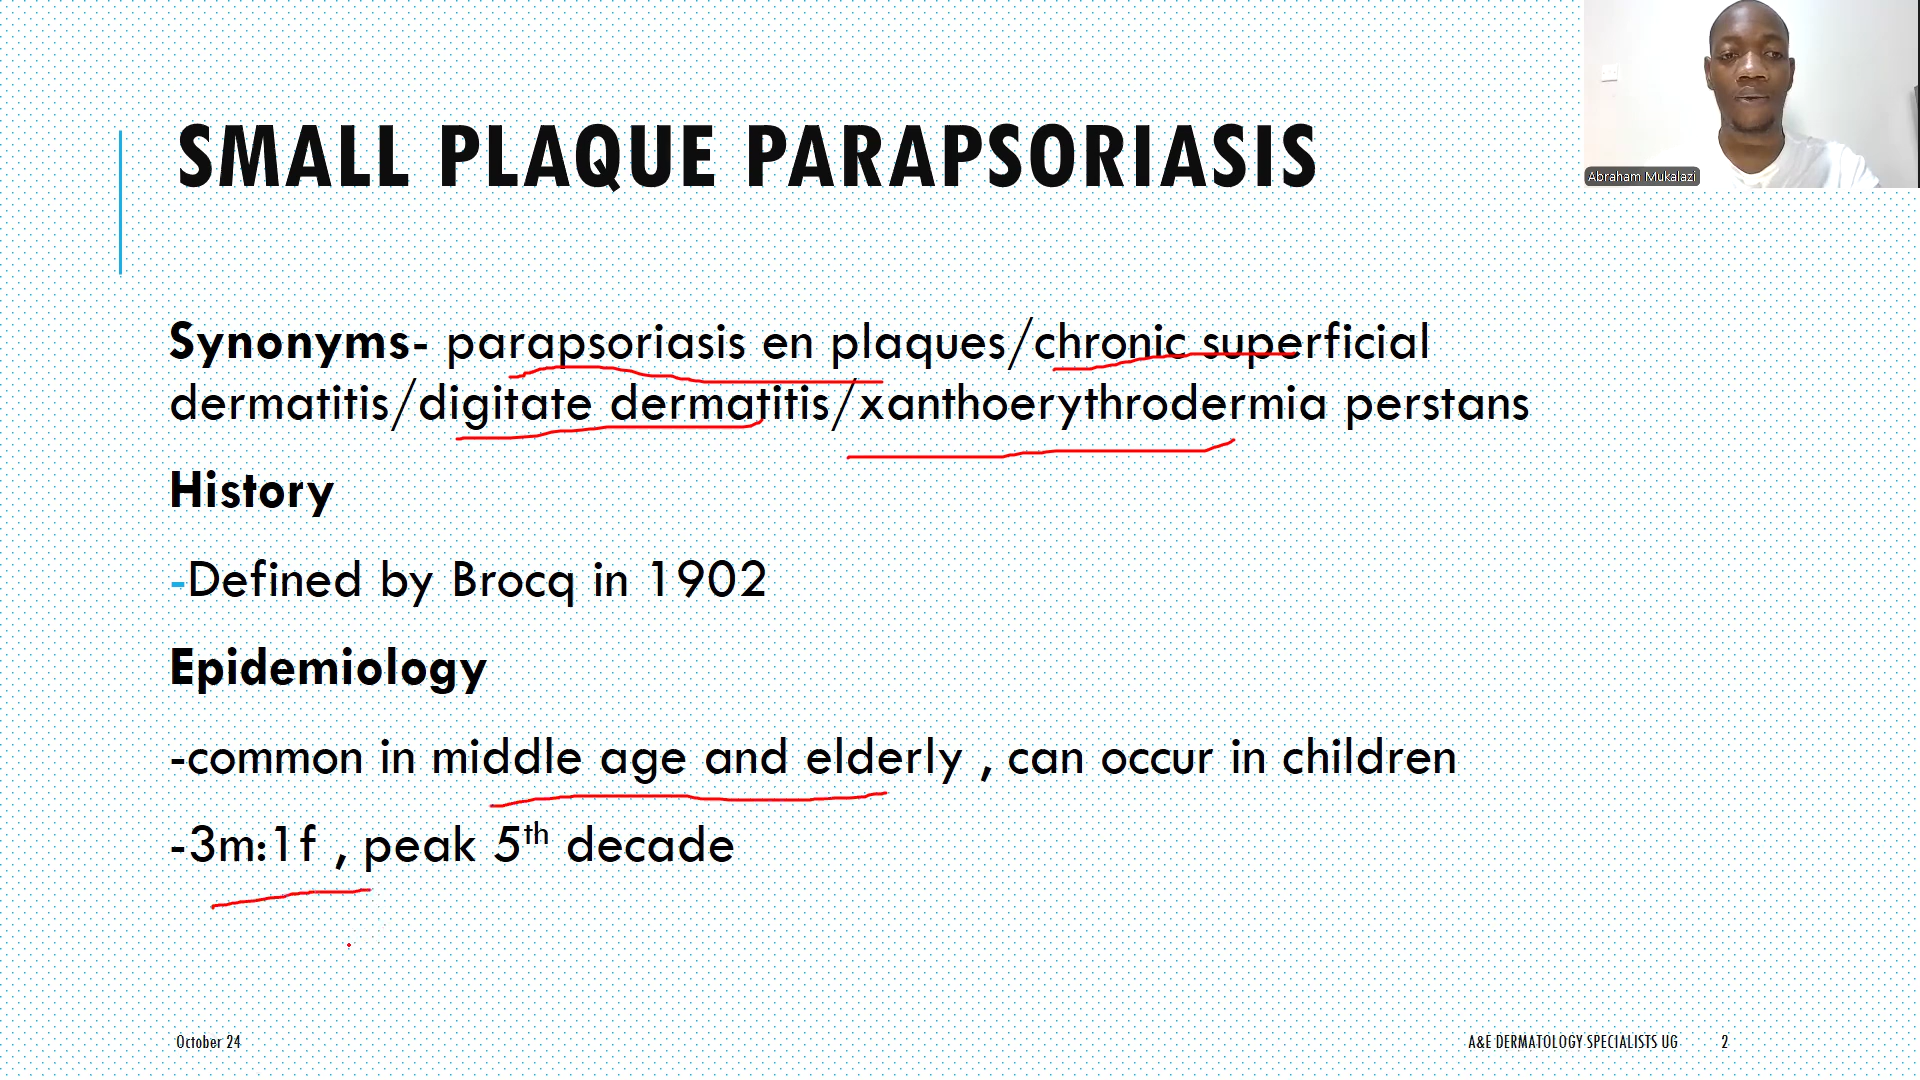 SMALL PLAQUE PARAPSORIASIS
Abraham Mukalazi
Synonyms- parapsoriasis en plaques/chronic superficial
dermatitis/digitate dermatitis/xanthoerythrodermia perstans
History
-Defined by Brocq in 1902
Epidemiology
-common in middle age and elderly , can occur in children
-3m:1f , peak 5th decade
October 24
A&E DERMATOLOGY SPECIALISTS UG
2